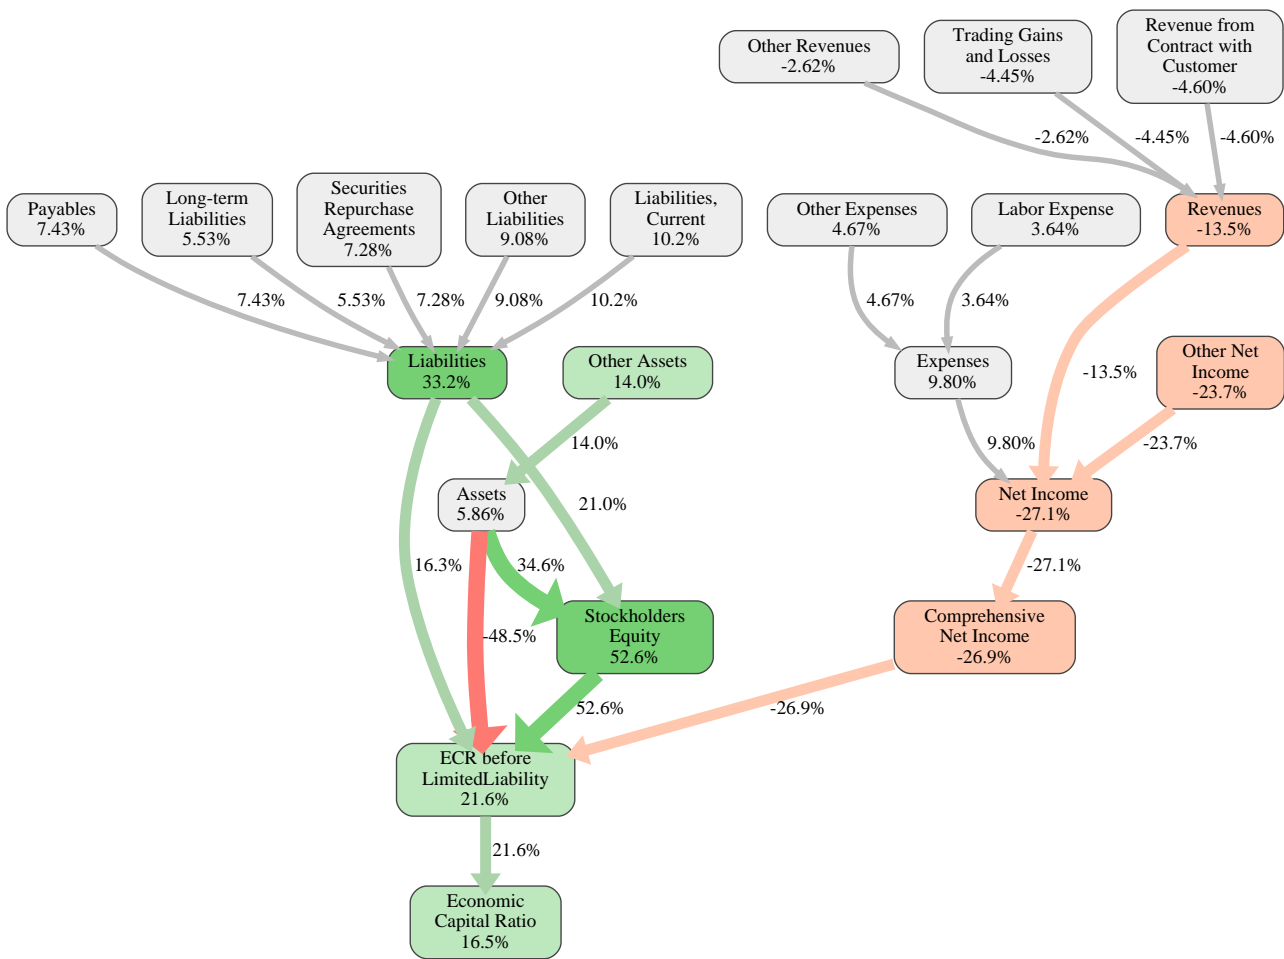 Other Revenues
-2.62%
Trading Gains
and Losses
-4.45%
Revenue from
Contract with
Customer
-4.60%
-2.62%
-4.45%
-4.60%
Payables
7.43%
Long-term
Liabilities
5.53%
Securities
Repurchase
Agreements
7.28%
Other
Liabilities
9.08%
Liabilities,
Current
10.2%
Other Expenses
4.67%
Labor Expense
3.64%
Revenues
-13.5%
7.43%
5.53%
7.28%
9.08%
10.2%
4.67%
3.64%
Liabilities
33.2%
Other Assets
14.0%
Expenses
9.80%
-13.5%
Other Net
Income
-23.7%
14.0%
9.80%
-23.7%
Assets
5.86%
21.0%
Net Income
-27.1%
16.3%
34.6%
-27.1%
-48.5%
Stockholders
Equity
52.6%
Comprehensive
Net Income
-26.9%
52.6%
-26.9%
ECR before
LimitedLiability
21.6%
21.6%
Economic
Capital Ratio
16.5%